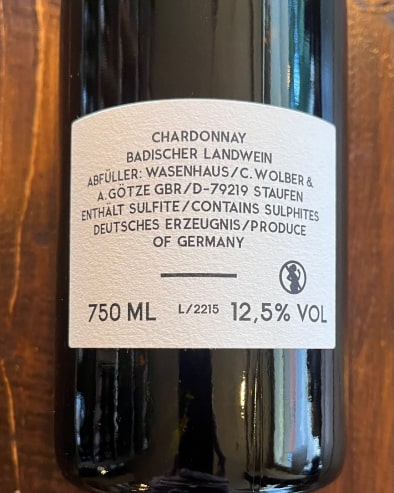 CHARDONNAY
BADISCHER LANDWEIN
ABFÜLLER: WASENHAUS/C. WOLBER &
A. GÖTZE GBR/D-79219 STAUFEN
ENTHÄLT SULFITE/CONTAINS SULPHITES
DEUTSCHES ERZEUGNIS/PRODUCE
OF GERMANY
750 ML L/2215 12,5% VOL